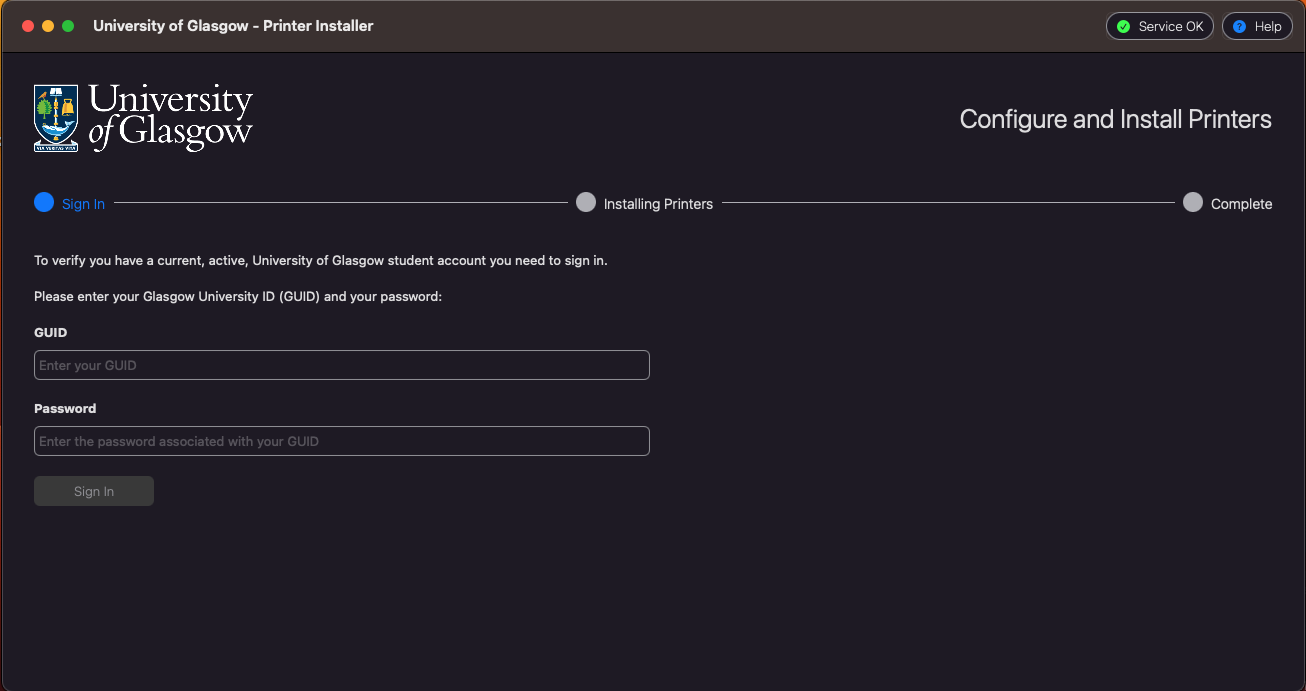 University of Glasgow - Printer Installer
Service OK
? Help
University
of Glasgow
VIA VERITAS VITA
Configure and Install Printers
Sign In
Installing Printers
Complete
To verify you have a current, active, University of Glasgow student account you need to sign in.
Please enter your Glasgow University ID (GUID) and your password:
GUID
Enter your GUID
Password
Enter the password associated with your GUID
Sign In